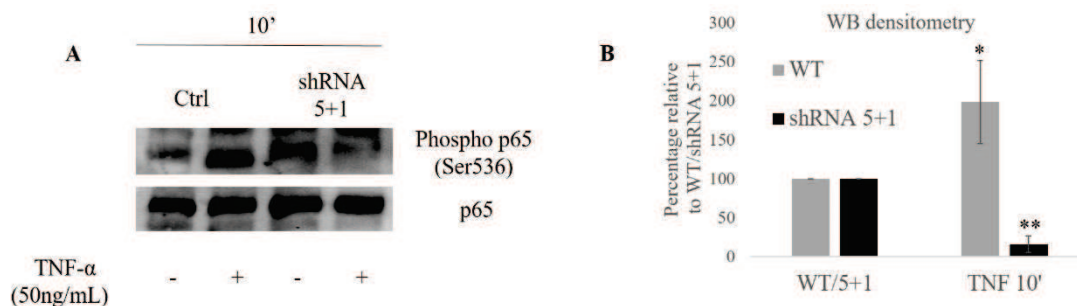 A
10’
Ctrl
shRNA
5+1
Phospho p65
(Ser536)
p65
TNF-α
(50ng/mL)
- + - +
B
WB densitometry
Percentage relative
to WT/shRNA 5+1
300
250
200
150
100
50
0
WT
shRNA 5+1
*
**
WT/5+1
TNF 10'